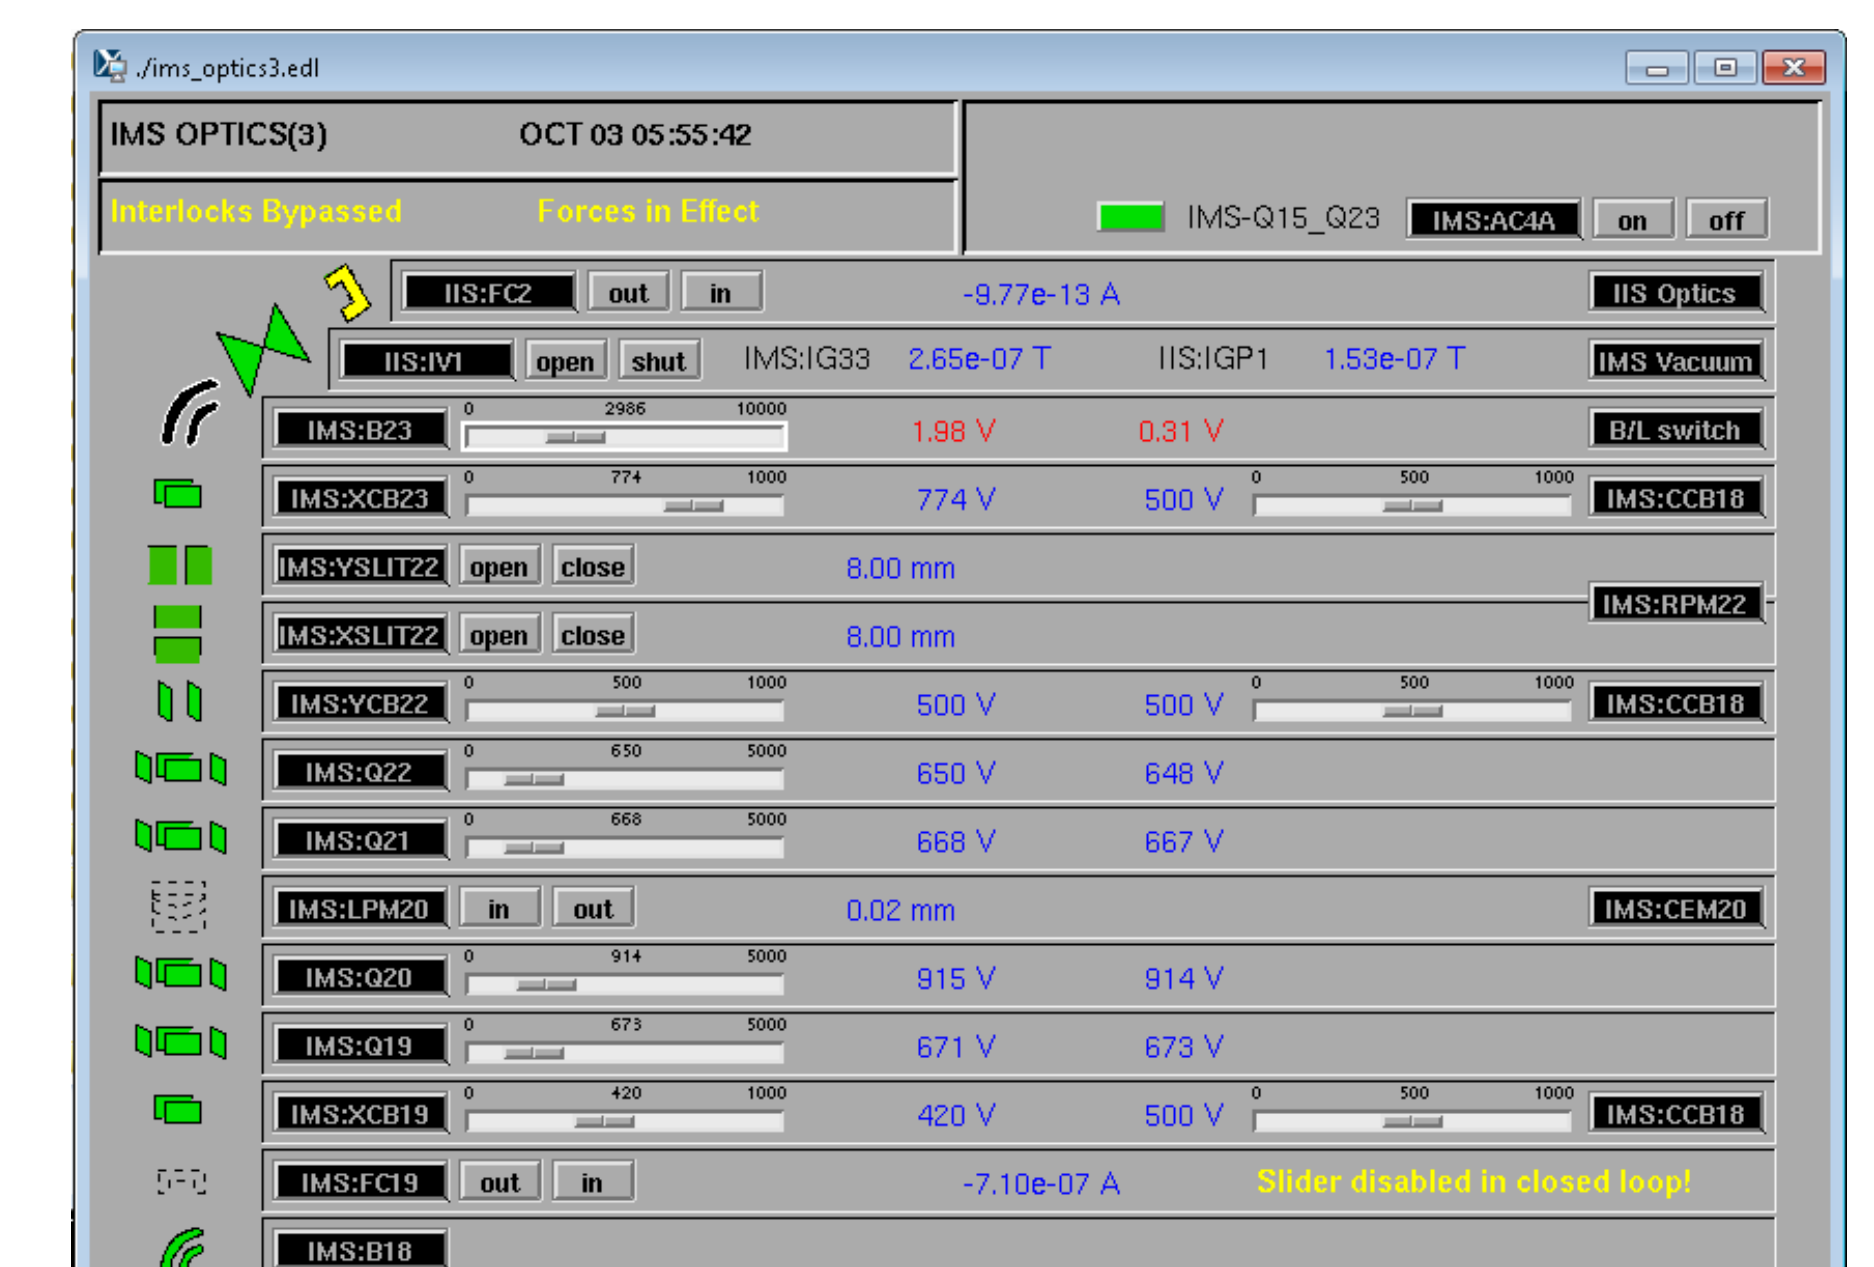 ./ims_optics3.edl
IMS OPTICS(3) OCT 03 05:55:42
Interlocks Bypassed Forces in Effect
IMS-Q15_Q23 IMS:AC4A on off
IIS:FC2 out in -9.77e-13 A IIS Optics
IIS:IV1 open shut IMS:IG33 2.65e-07 T IIS:IGP1 1.53e-07 T IMS Vacuum
0 2986 10000
IMS:B23 1.98 V 0.31 V B/L switch
0 774 1000 0 500 1000
IMS:XCB23 774 V 500 V IMS:CCB18
IMS:YSLIT22 open close 8.00 mm
IMS:RPM22
IMS:XSLIT22 open close 8.00 mm
0 500 1000 0 500 1000
IMS:YCB22 500 V 500 V IMS:CCB18
0 650 5000
IMS:Q22 650 V 648 V
0 668 5000
IMS:Q21 668 V 667 V
IMS:LPM20 in out 0.02 mm IMS:CEM20
0 914 5000
IMS:Q20 915 V 914 V
0 673 5000
IMS:Q19 671 V 673 V
0 420 1000 0 500 1000
IMS:XCB19 420 V 500 V IMS:CCB18
IMS:FC19 out in -7.10e-07 A Slider disabled in closed loop!
IMS:B18